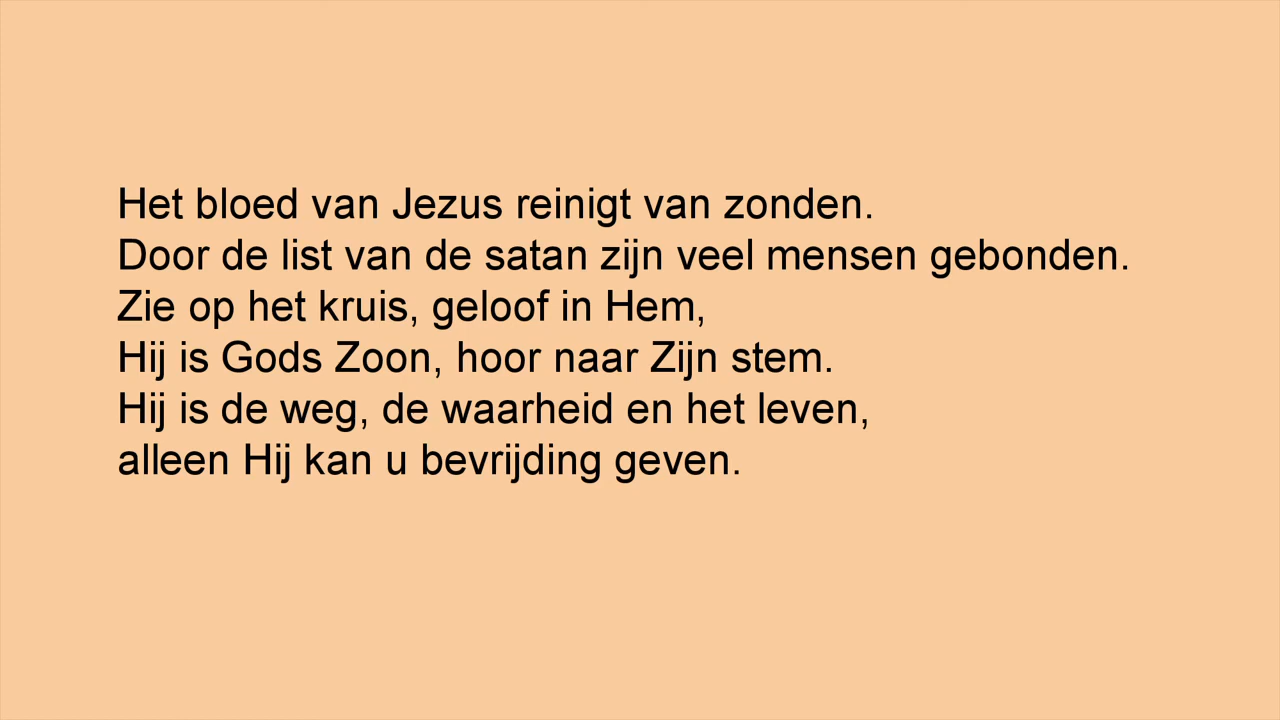 Het bloed van Jezus reinigt van zonden.
Door de list van de satan zijn veel mensen gebonden.
Zie op het kruis, geloof in Hem,
Hij is Gods Zoon, hoor naar Zijn stem.
Hij is de weg, de waarheid en het leven,
alleen Hij kan u bevrijding geven.